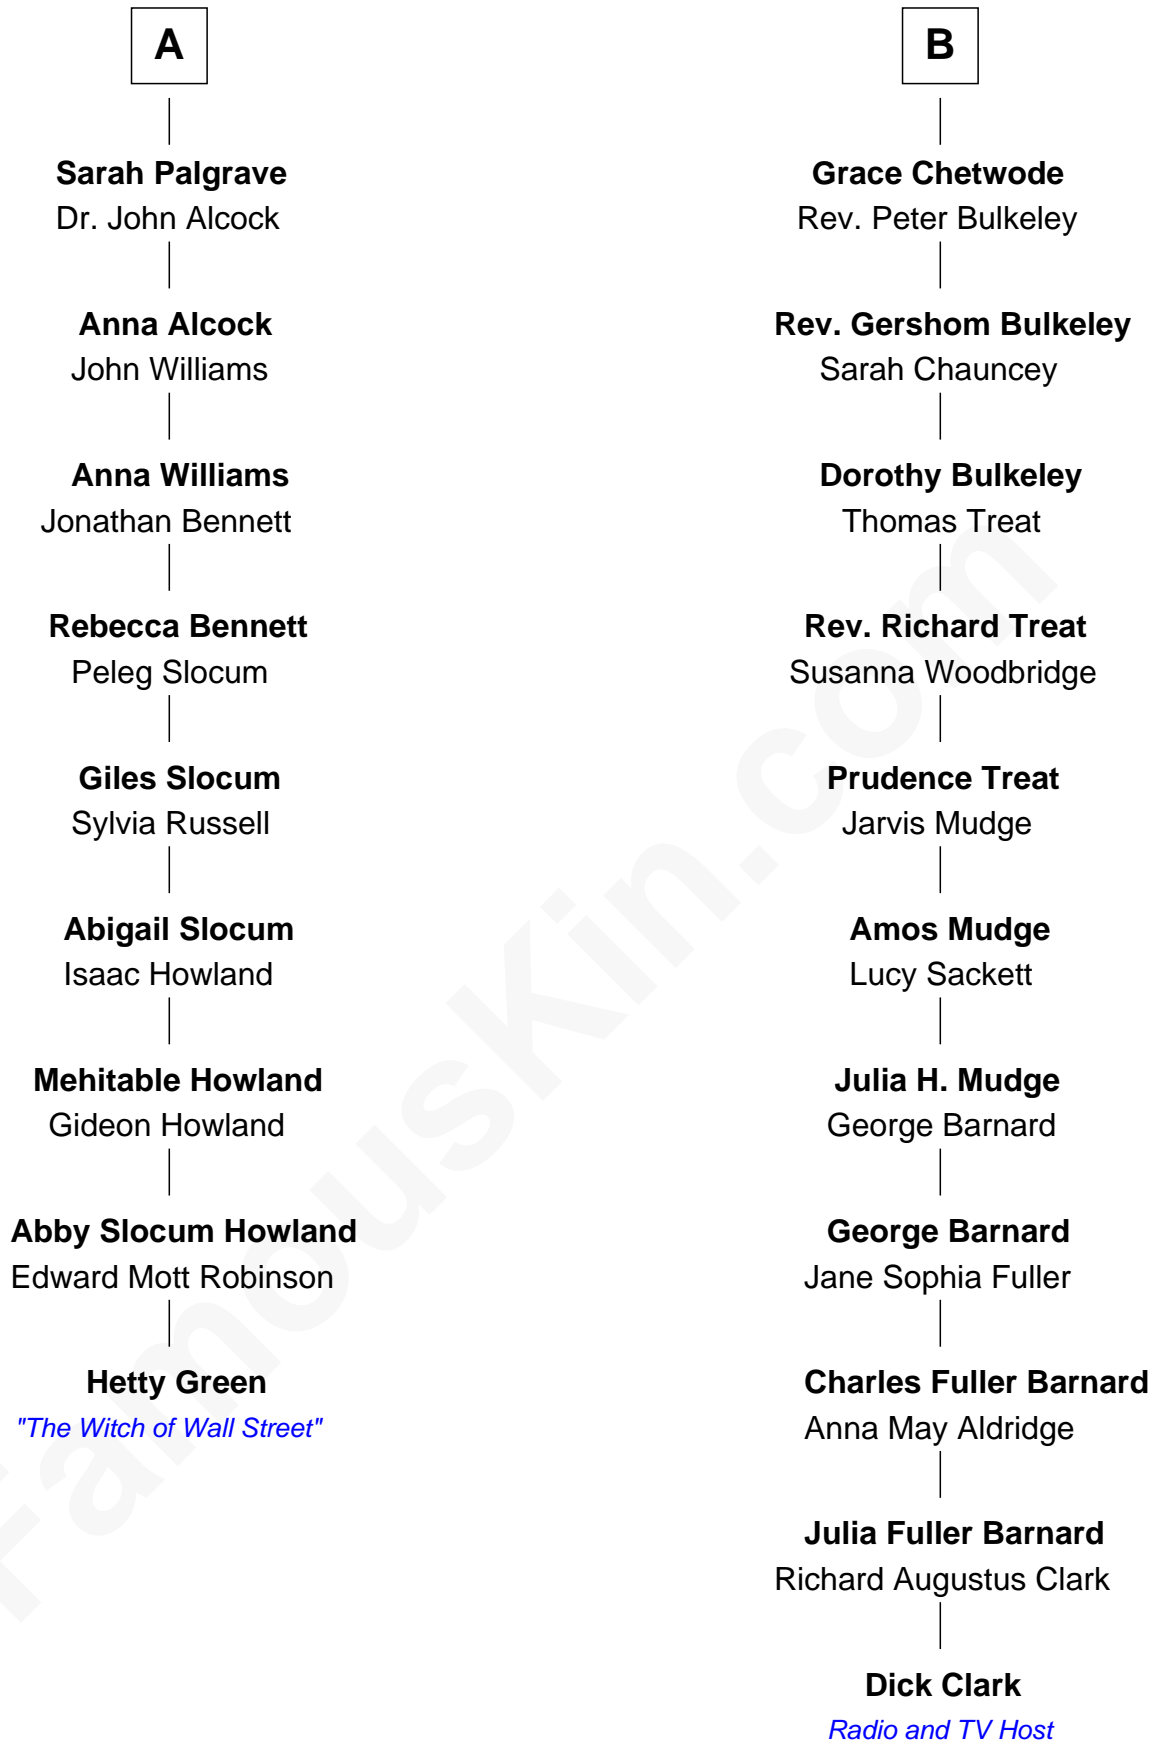 A
Sarah Palgrave
Dr. John Alcock
Anna Alcock
John Williams
Anna Williams
Jonathan Bennett
Rebecca Bennett
Peleg Slocum
Giles Slocum
Sylvia Russell
Abigail Slocum
Isaac Howland
Mehitable Howland
Gideon Howland
Abby Slocum Howland
Edward Mott Robinson
Hetty Green
"The Witch of Wall Street"
B
Grace Chetwode
Rev. Peter Bulkeley
Rev. Gershom Bulkeley
Sarah Chauncey
Dorothy Bulkeley
Thomas Treat
Rev. Richard Treat
Susanna Woodbridge
Prudence Treat
Jarvis Mudge
Amos Mudge
Lucy Sackett
Julia H. Mudge
George Barnard
George Barnard
Jane Sophia Fuller
Charles Fuller Barnard
Anna May Aldridge
Julia Fuller Barnard
Richard Augustus Clark
Dick Clark
Radio and TV Host
FamousKin.com